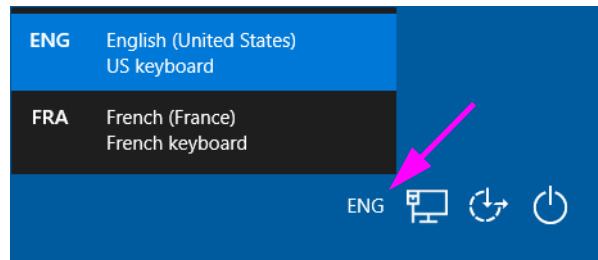 ENG English (United States)
US keyboard
FRA French (France)
French keyboard
ENG